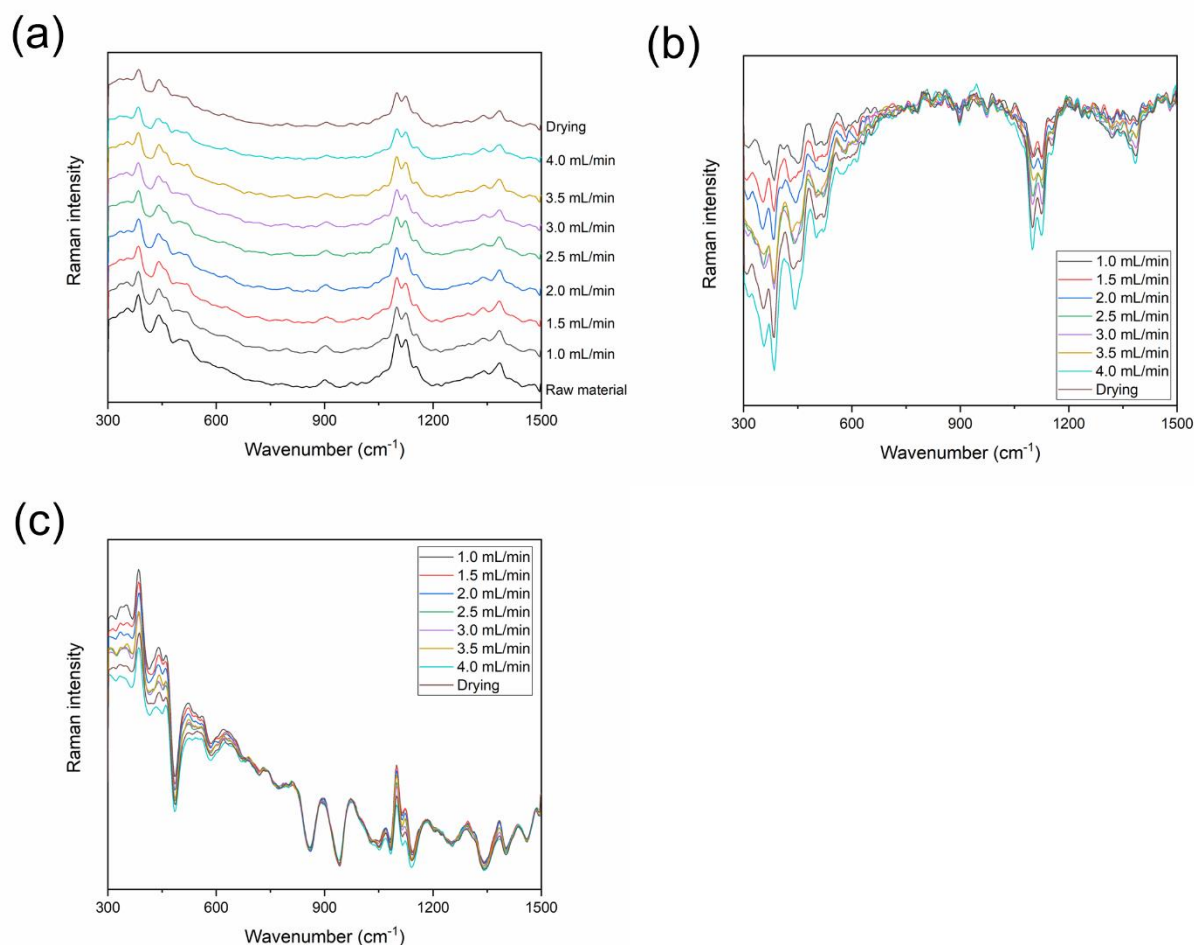 (a)
Raman intensity
Drying
4.0 mL/min
3.5 mL/min
3.0 mL/min
2.5 mL/min
2.0 mL/min
1.5 mL/min
1.0 mL/min
Raw material
300 600 900 1200 1500
Wavenumber (cm⁻¹)
(b)
Raman intensity
1.0 mL/min
1.5 mL/min
2.0 mL/min
2.5 mL/min
3.0 mL/min
3.5 mL/min
4.0 mL/min
Drying
300 600 900 1200 1500
Wavenumber (cm⁻¹)
(c)
Raman intensity
1.0 mL/min
1.5 mL/min
2.0 mL/min
2.5 mL/min
3.0 mL/min
3.5 mL/min
4.0 mL/min
Drying
300 600 900 1200 1500
Wavenumber (cm⁻¹)